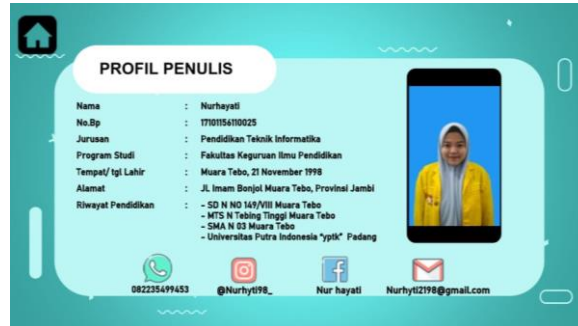 PROFIL PENULIS
Nama : Nurhayati
No.Bp : 17101156110025
Jurusan : Pendidikan Teknik Informatika
Program Studi : Fakultas Keguruan Ilmu Pendidikan
Tempat/ tgl Lahir : Muara Tebo, 21 November 1998
Alamat : JL Imam Bonjol Muara Tebo, Provinsi Jambi
Riwayat Pendidikan : - SD N NO 149/VIII Muara Tebo
- MTS N Tebing Tinggi Muara Tebo
- SMA N 03 Muara Tebo
- Universitas Putra Indonesia "yptk" Padang
082235499453
@Nurhyti98_
Nur hayati
Nurhyti2198@gmail.com